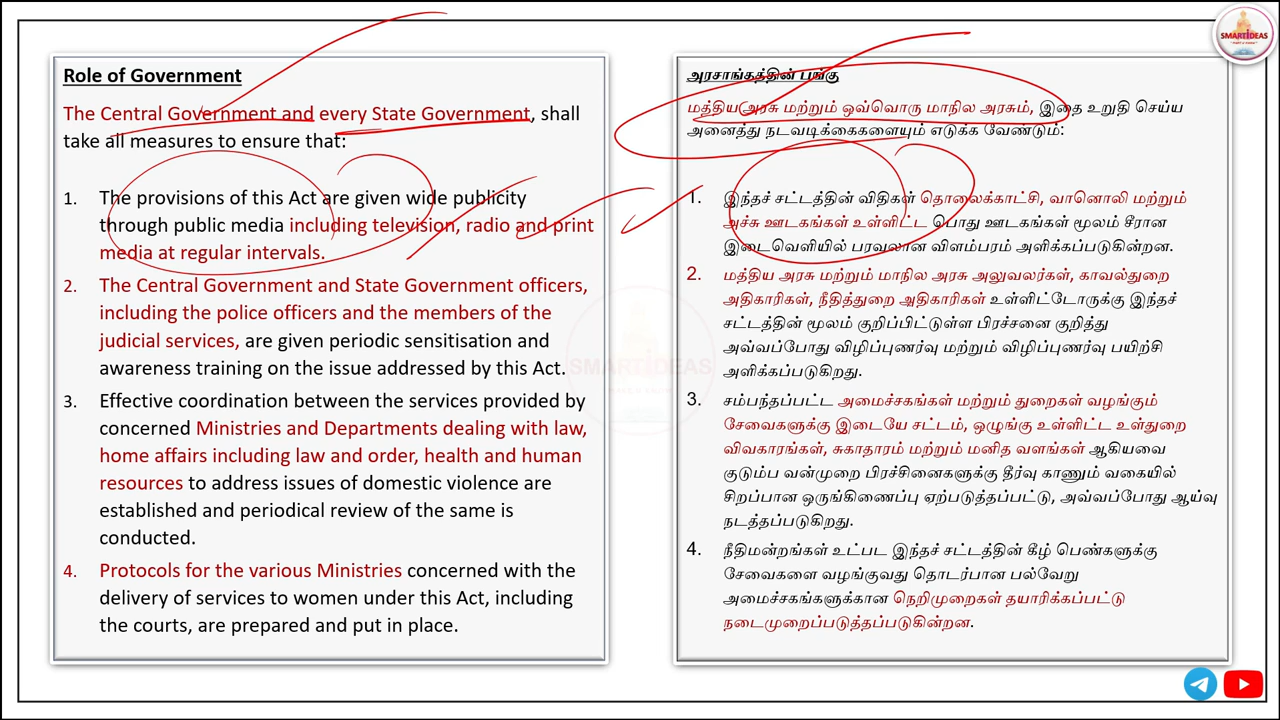 SMARTIDEAS
Role of Government
The Central Government and every State Government, shall
take all measures to ensure that:
1. The provisions of this Act are given wide publicity
through public media including television, radio and print
media at regular intervals.
2. The Central Government and State Government officers,
including the police officers and the members of the
judicial services, are given periodic sensitisation and
awareness training on the issue addressed by this Act.
3. Effective coordination between the services provided by
concerned Ministries and Departments dealing with law,
home affairs including law and order, health and human
resources to address issues of domestic violence are
established and periodical review of the same is
conducted.
4. Protocols for the various Ministries concerned with the
delivery of services to women under this Act, including
the courts, are prepared and put in place.
அரசாங்கத்தின் பங்கு
மத்திய அரசு மற்றும் ஒவ்வொரு மாநில அரசும், இதை உறுதி செய்ய
அனைத்து நடவடிக்கைகளையும் எடுக்க வேண்டும்:
1. இந்தச் சட்டத்தின் விதிகள் தொலைக்காட்சி, வானொலி மற்றும்
அச்சு ஊடகங்கள் உள்ளிட்ட பொது ஊடகங்கள் மூலம் சீரான
இடைவெளியில் பரவலான விளம்பரம் அளிக்கப்படுகின்றன.
2. மத்திய அரசு மற்றும் மாநில அரசு அலுவலர்கள், காவல்துறை
அதிகாரிகள், நீதித்துறை அதிகாரிகள் உள்ளிட்டோருக்கு இந்தச்
சட்டத்தின் மூலம் குறிப்பிட்டுள்ள பிரச்சனை குறித்து
அவ்வப்போது விழிப்புணர்வு மற்றும் விழிப்புணர்வு பயிற்சி
அளிக்கப்படுகிறது.
3. சம்பந்தப்பட்ட அமைச்சகங்கள் மற்றும் துறைகள் வழங்கும்
சேவைகளுக்கு இடையே சட்டம், ஒழுங்கு உள்ளிட்ட உள்துறை
விவகாரங்கள், சுகாதாரம் மற்றும் மனித வளங்கள் ஆகியவை
குடும்ப வன்முறை பிரச்சினைகளுக்கு தீர்வு காணும் வகையில்
சிறப்பான ஒருங்கிணைப்பு ஏற்படுத்தப்பட்டு, அவ்வப்போது ஆய்வு
நடத்தப்படுகிறது.
4. நீதிமன்றங்கள் உட்பட இந்தச் சட்டத்தின் கீழ் பெண்களுக்கு
சேவைகளை வழங்குவது தொடர்பான பல்வேறு
அமைச்சகங்களுக்கான நெறிமுறைகள் தயாரிக்கப்பட்டு
நடைமுறைப்படுத்தப்படுகின்றன.
SMARTIDEAS